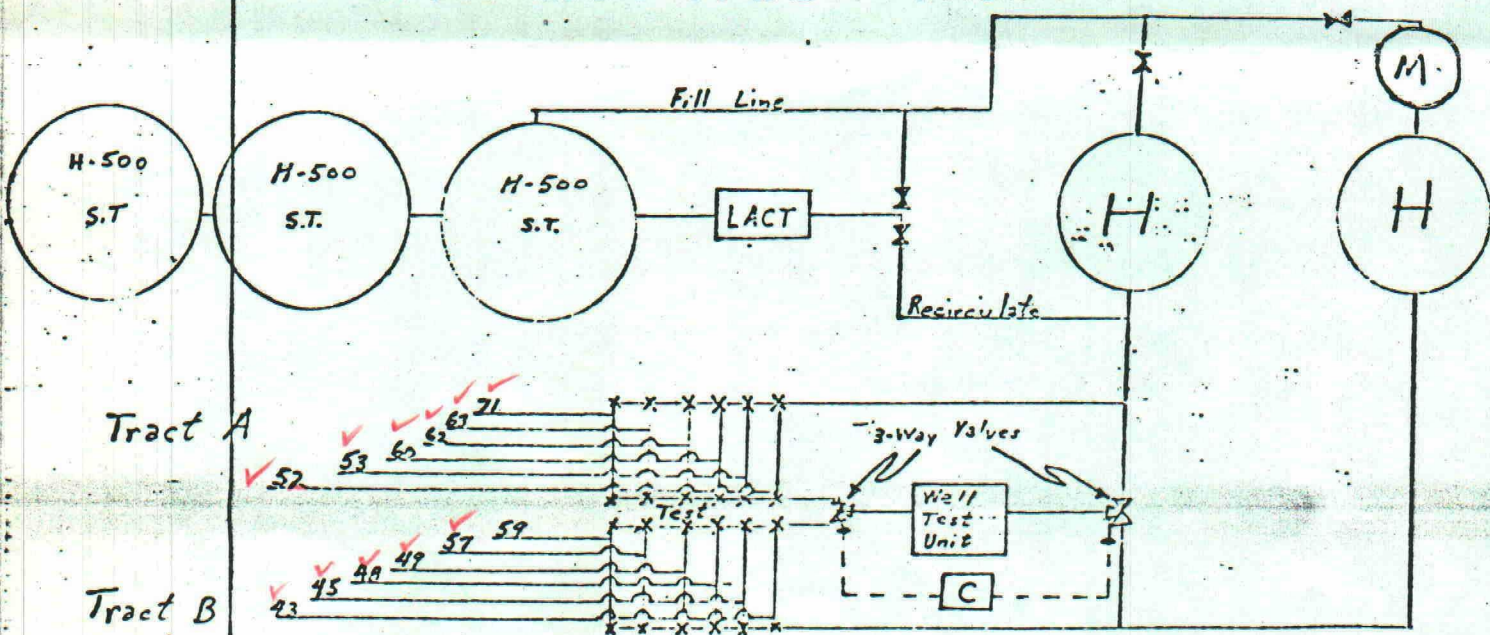 Fill Line
M
H-500
S.T
H-500
S.T.
H-500
S.T.
LACT
H
H
Recirculate
Tract A
71
63
62
60
53
52
3-Way Valves
Well
Test
Unit
Test
59
57
49
48
45
43
C
Tract B